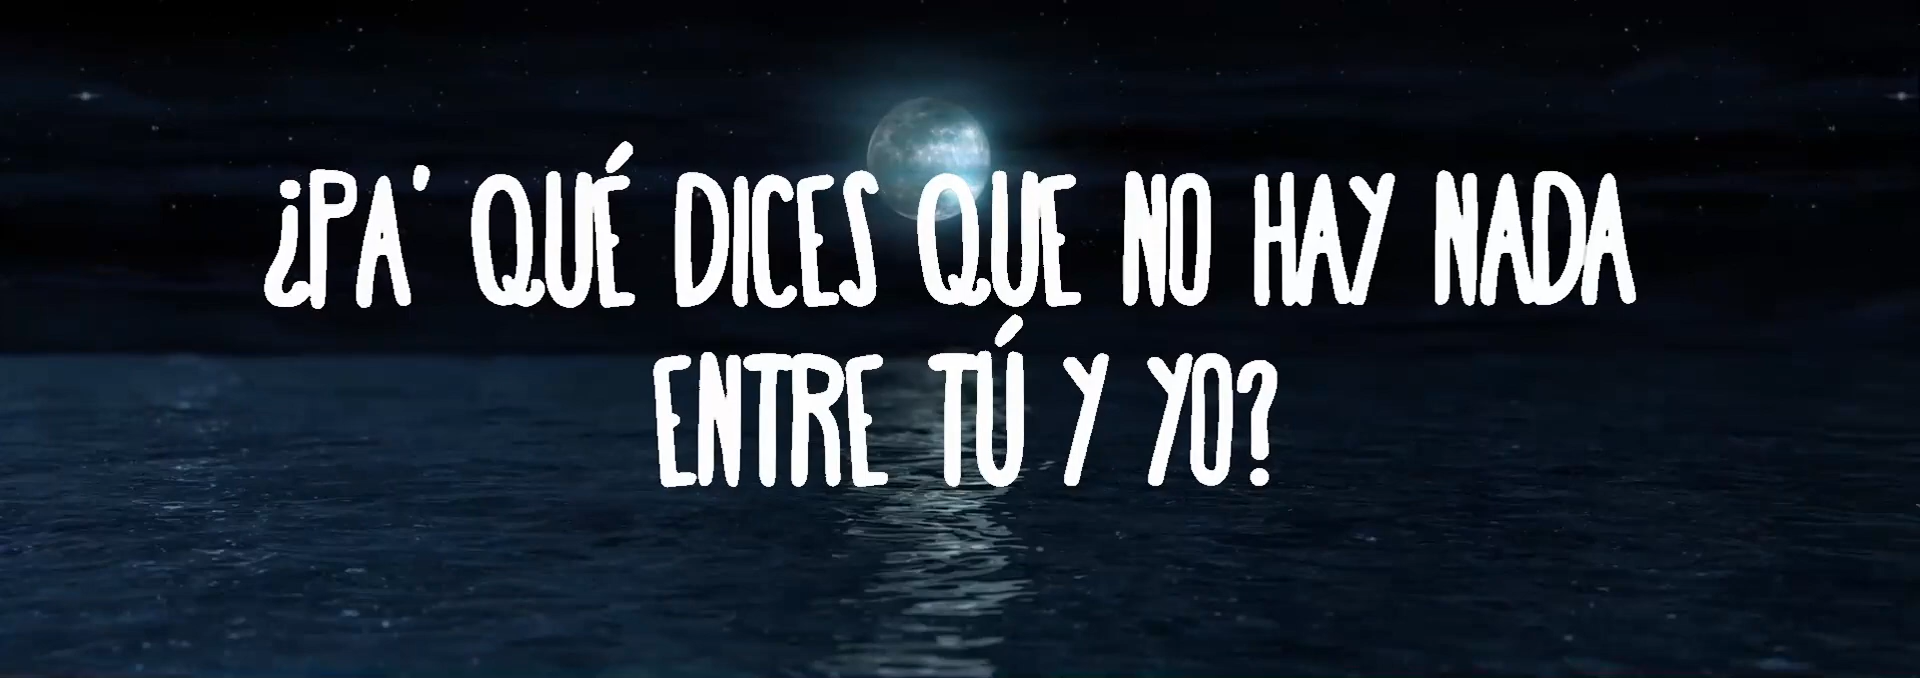 ¿PA' QUÉ DICES QUE NO HAY NADA
ENTRE TÚ Y YO?